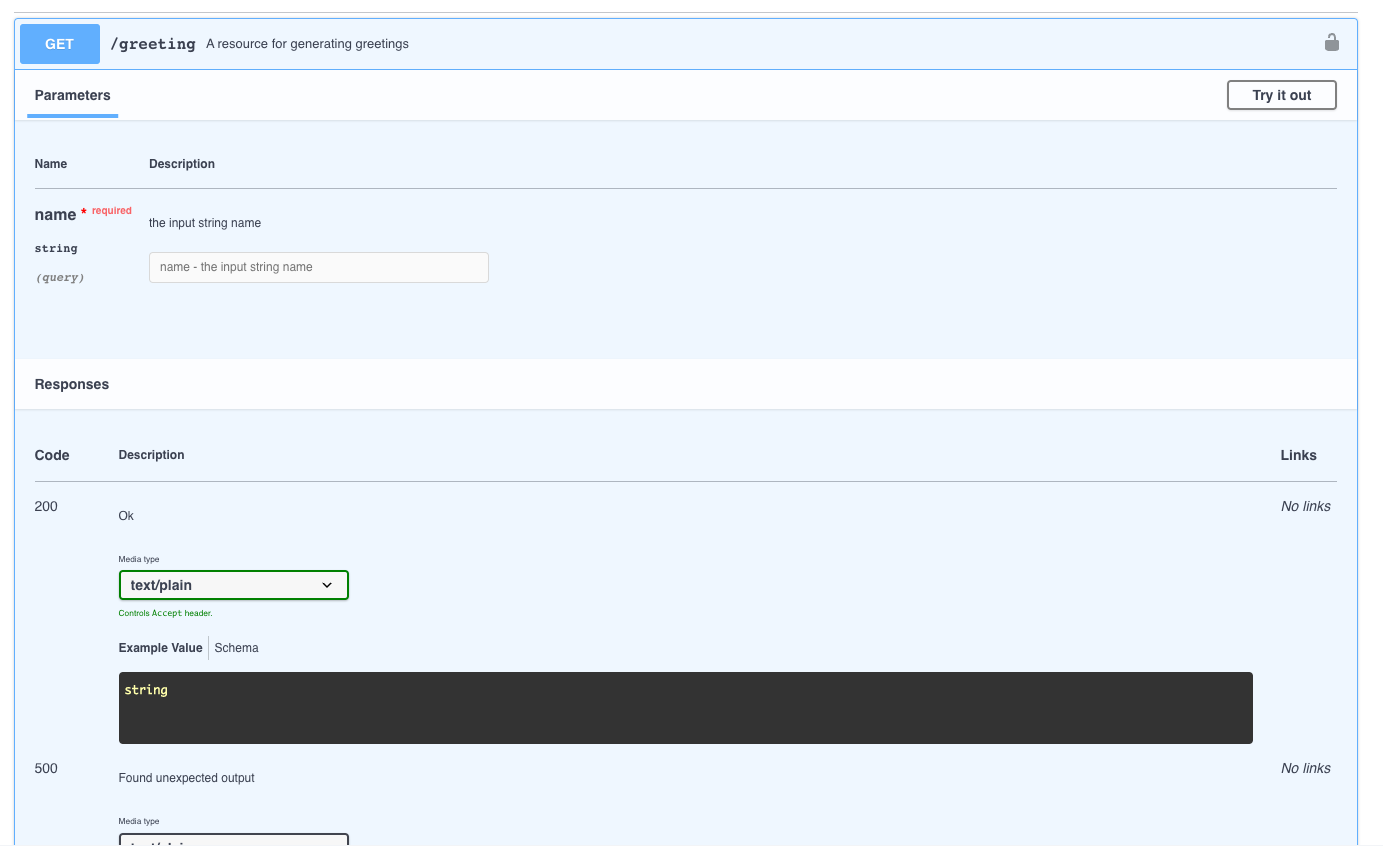 GET /greeting A resource for generating greetings
Parameters
Try it out
Name Description
name * required
the input string name
string
(query)
name - the input string name
Responses
Code Description Links
200 Ok No links
Media type
text/plain
Controls Accept header.
Example Value Schema
string
500 Found unexpected output No links
Media type